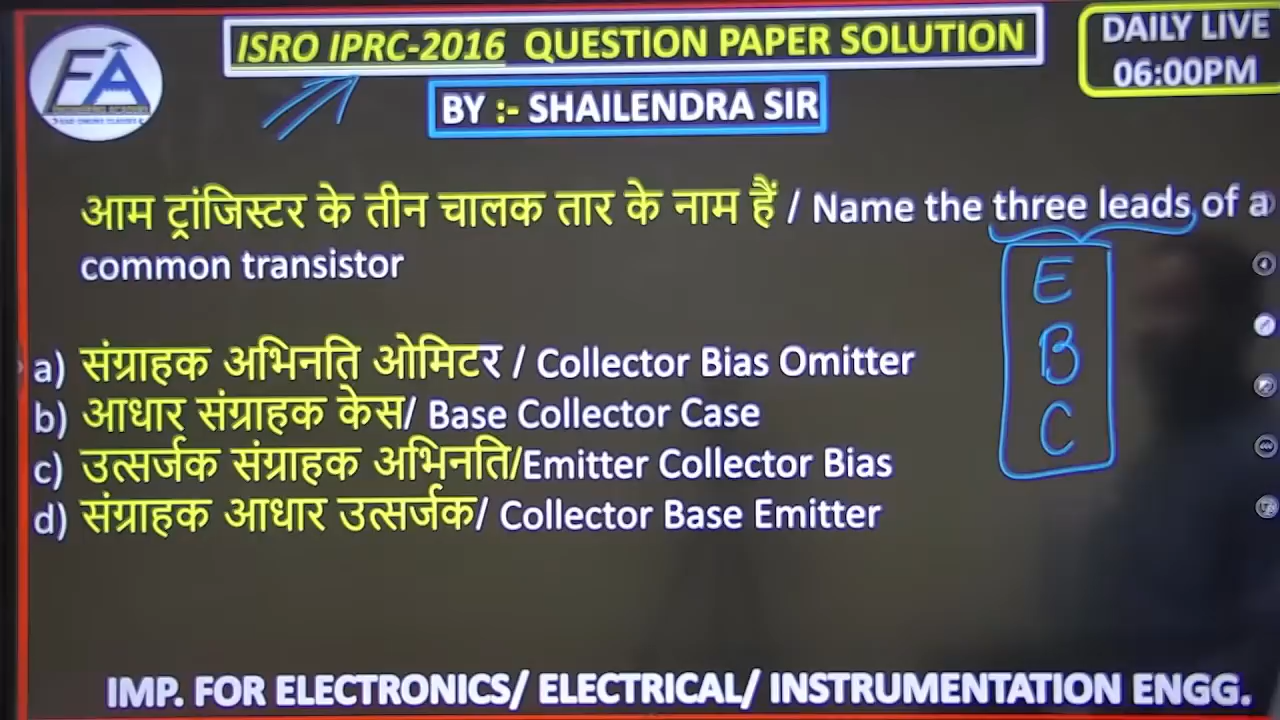 ISRO IPRC-2016 QUESTION PAPER SOLUTION
DAILY LIVE
06:00PM
BY :- SHAILENDRA SIR
FA
आम ट्रांजिस्टर के तीन चालक तार के नाम हैं / Name the three leads of a
common transistor
E
B
C
a) संग्राहक अभिनति ओमिटर / Collector Bias Omitter
b) आधार संग्राहक केस/ Base Collector Case
c) उत्सर्जक संग्राहक अभिनति/Emitter Collector Bias
d) संग्राहक आधार उत्सर्जक/ Collector Base Emitter
IMP. FOR ELECTRONICS/ ELECTRICAL/ INSTRUMENTATION ENGG.